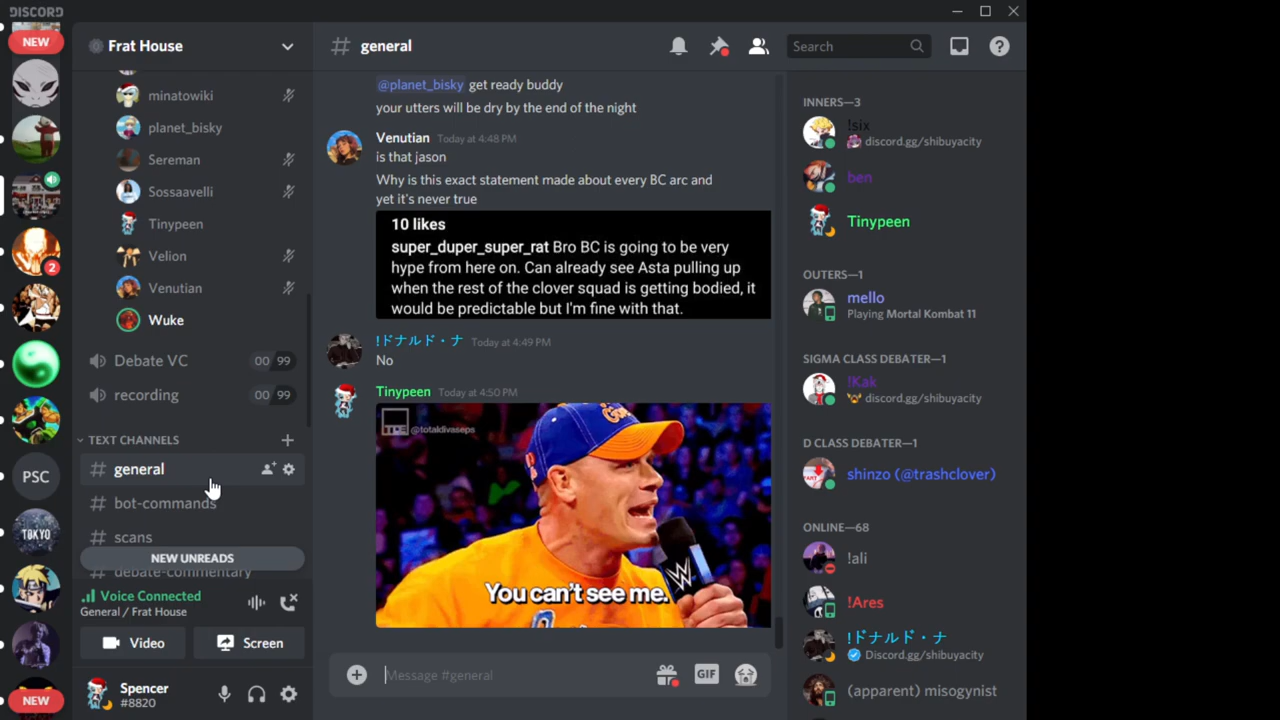 DISCORD
NEW
2
PSC
TOKYO
NEW
Frat House
minatowiki
planet_bisky
Sereman
Sossaavelli
Tinypeen
Velion
Venutian
Wuke
Debate VC 00 99
recording 00 99
TEXT CHANNELS
general
bot-commands
scans
NEW UNREADS
debate-commentary
Voice Connected
General / Frat House
Video Screen
Spencer
#8820
# general
Search
@planet_bisky get ready buddy
your utters will be dry by the end of the night
Venutian Today at 4:48 PM
is that jason
Why is this exact statement made about every BC arc and
yet it's never true
10 likes
super_duper_super_rat Bro BC is going to be very
hype from here on. Can already see Asta pulling up
when the rest of the clover squad is getting bodied, it
would be predictable but I'm fine with that.
!ドナルド・ナ Today at 4:49 PM
No
Tinypeen Today at 4:50 PM
@totaldivaseps
You can't see me.
Message #general
GIF
INNERS—3
!six
discord.gg/shibuyacity
ben
Tinypeen
OUTERS—1
mello
Playing Mortal Kombat 11
SIGMA CLASS DEBATER—1
!Kak
discord.gg/shibuyacity
D CLASS DEBATER—1
shinzo (@trashclover)
ONLINE—68
!ali
!Ares
!ドナルド・ナ
Discord.gg/shibuyacity
(apparent) misogynist